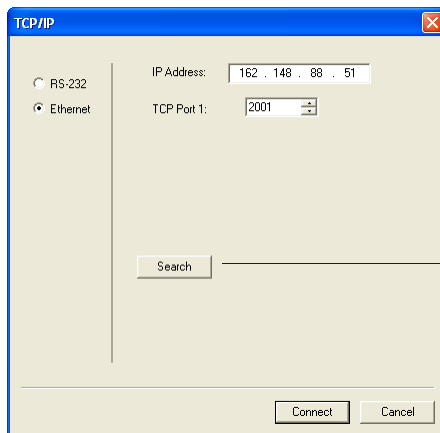 TCP/IP
RS-232
Ethernet
IP Address: 162 . 148 . 88 . 51
TCP Port 1: 2001
Search
Connect Cancel